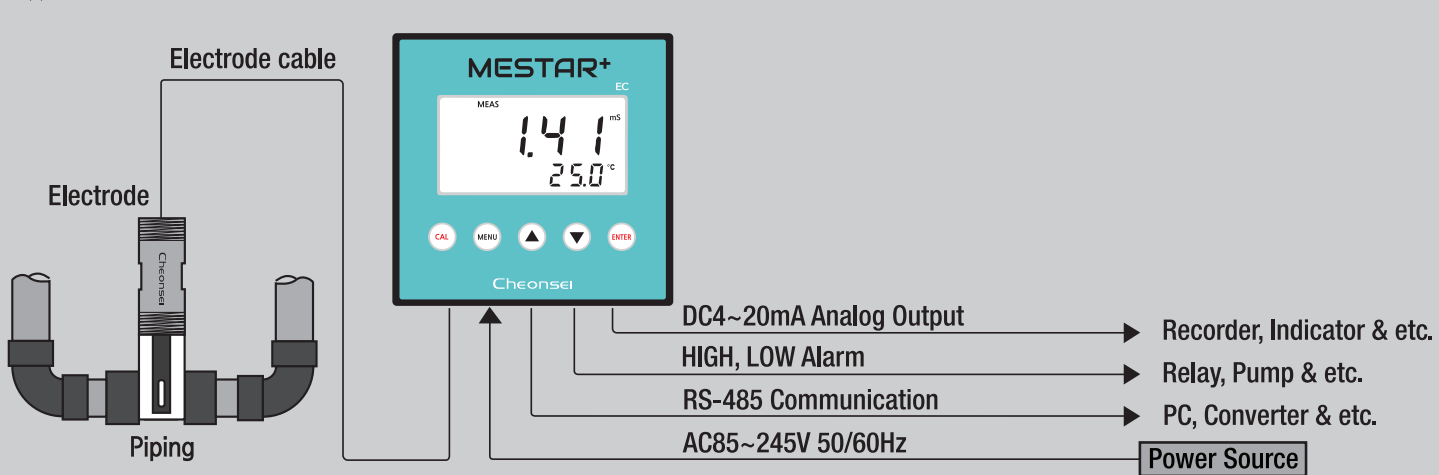 Electrode cable
MESTAR+
EC
MEAS
1.41 mS
25.0 °C
Electrode
CAL MENU ENTER
Cheonsei
Cheonsei
DC4~20mA Analog Output
Recorder, Indicator & etc.
HIGH, LOW Alarm
Relay, Pump & etc.
RS-485 Communication
PC, Converter & etc.
Piping
AC85~245V 50/60Hz
Power Source